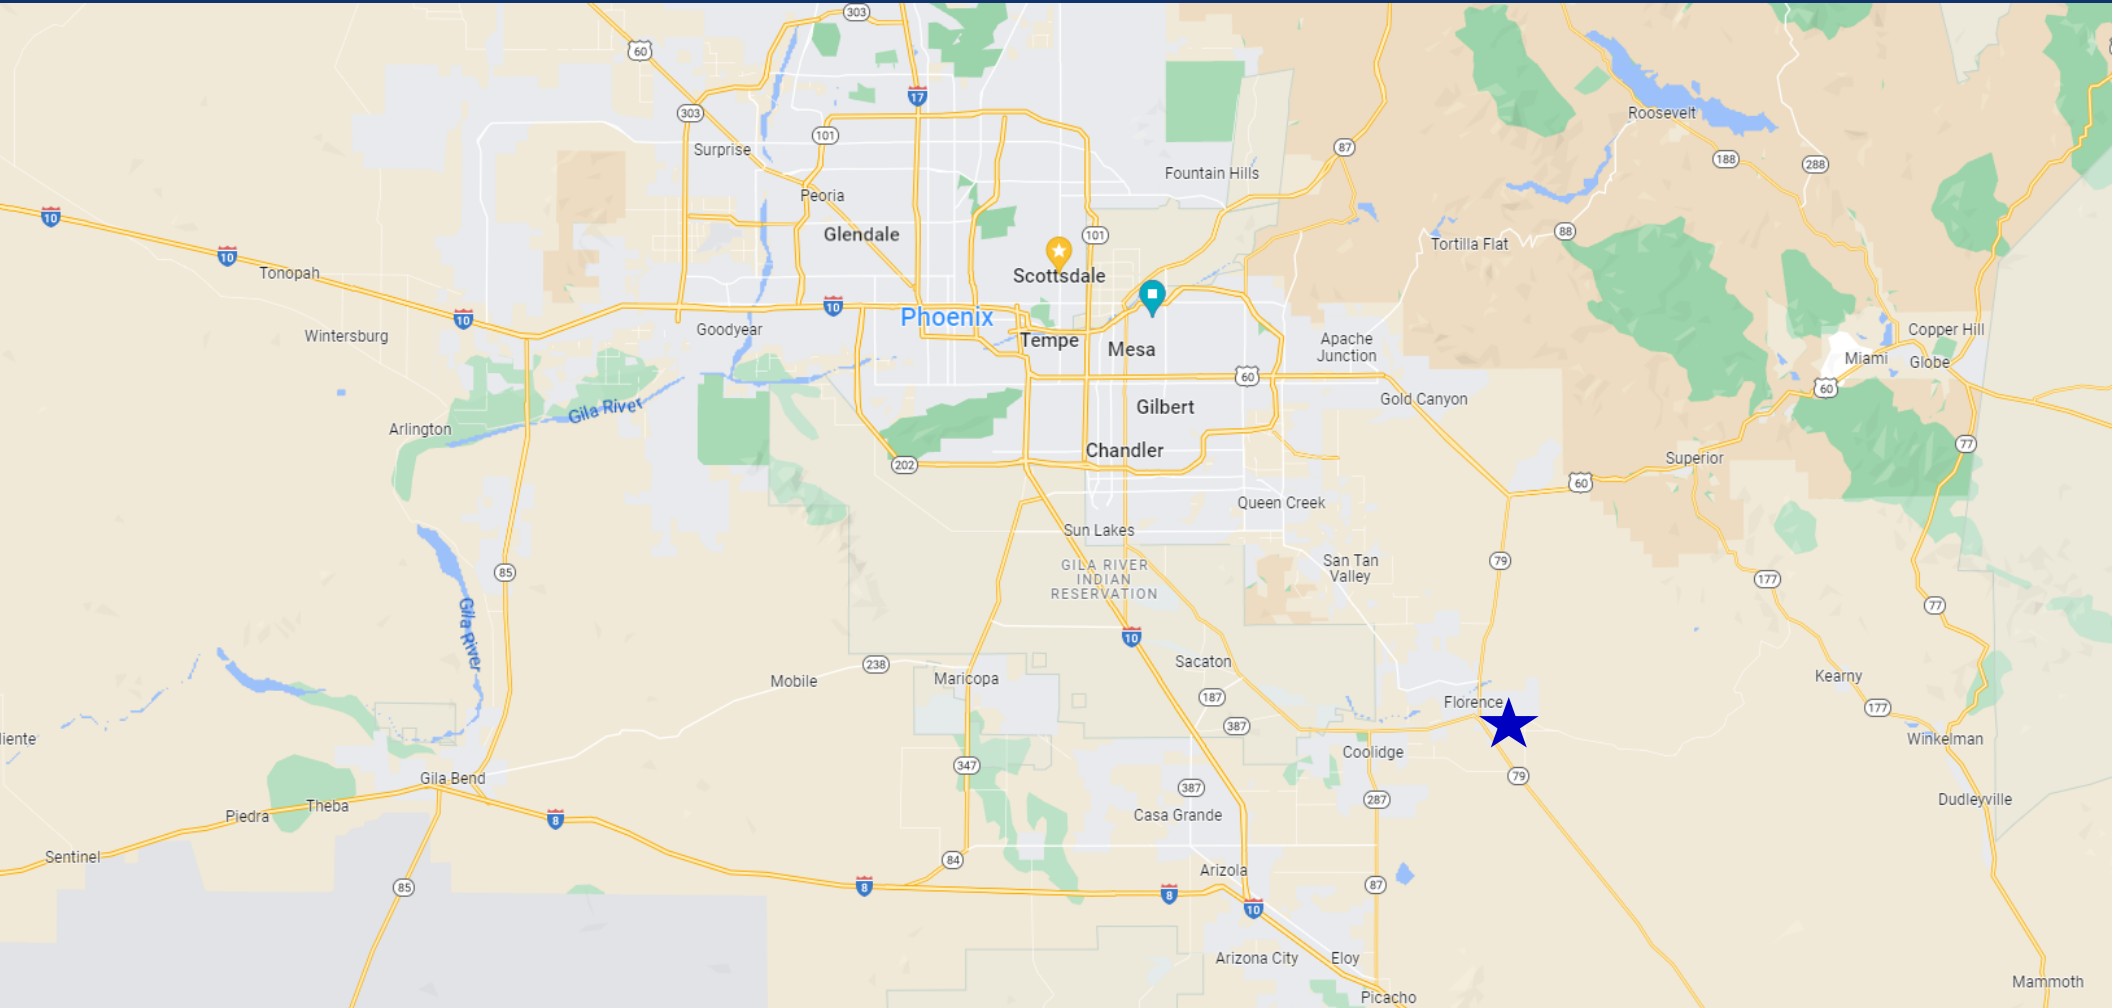 303
60
17
303
101
Surprise
Peoria
Glendale
10
10
Tonopah
10
Wintersburg
Goodyear
10
Phoenix
Scottsdale
101
Tempe
Mesa
Fountain Hills
87
Roosevelt
188
288
88
Tortilla Flat
Apache
Junction
60
Gilbert
Gold Canyon
Copper Hill
Miami
Globe
60
77
Gila River
Arlington
Chandler
202
Superior
60
Queen Creek
Sun Lakes
GILA RIVER
INDIAN
RESERVATION
San Tan
Valley
79
177
77
85
Gila River
10
238
Mobile
Maricopa
Sacaton
187
387
Florence
Kearny
177
Winkelman
Coolidge
79
iente
Gila Bend
347
387
287
Casa Grande
Dudleyville
Theba
Piedra
8
Sentinel
84
85
8
8
Arizola
87
10
Arizona City
Eloy
Picacho
Mammoth